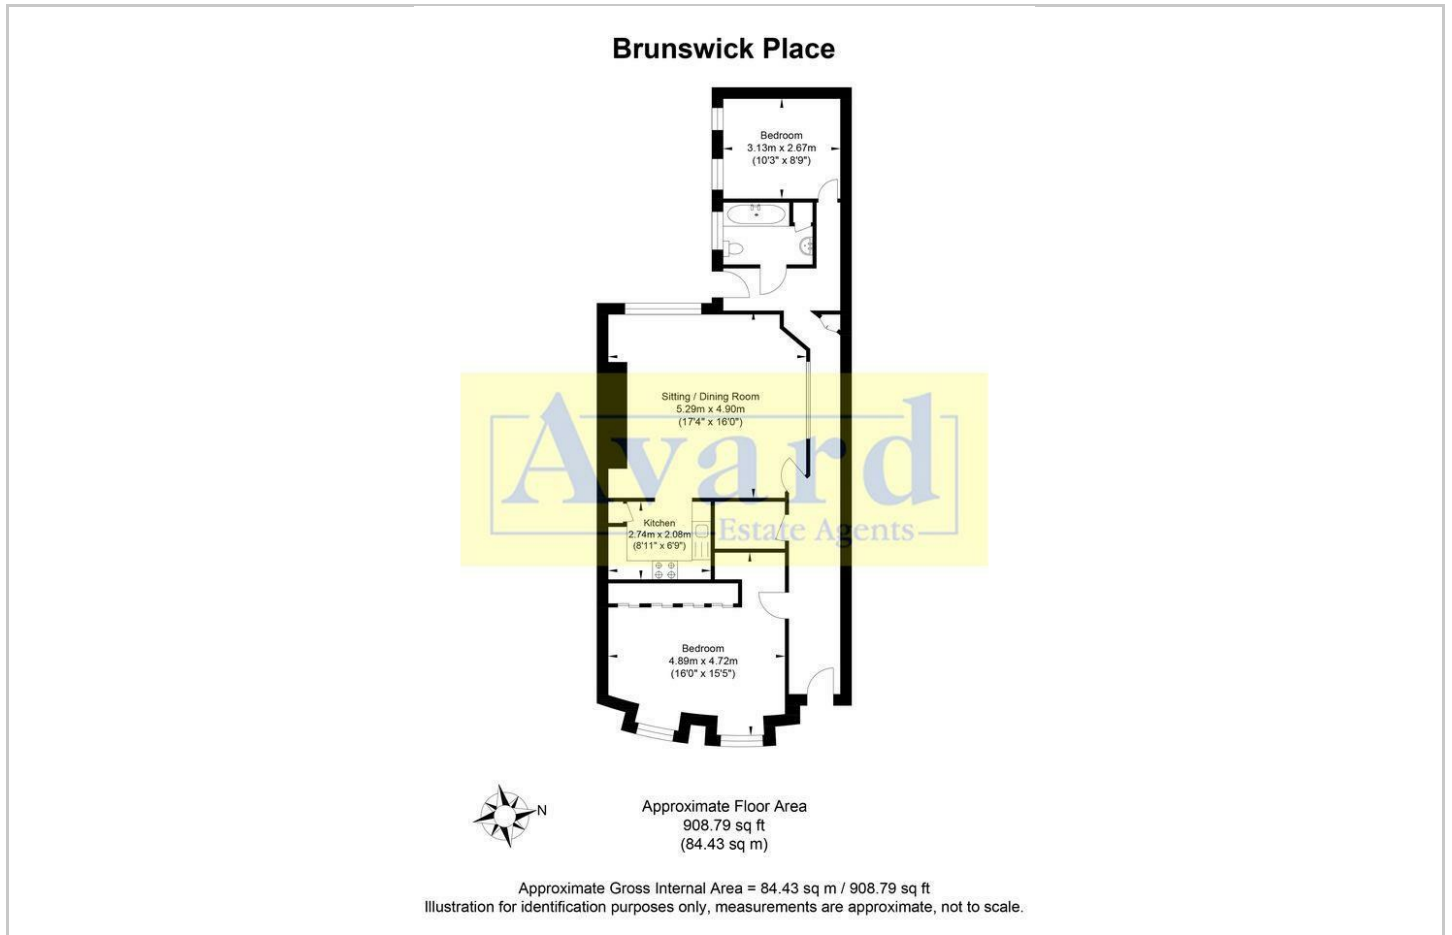 Brunswick Place
Bedroom
3.13m x 2.67m
(10'3" x 8'9")
Sitting / Dining Room
5.29m x 4.90m
(17'4" x 16'0")
Avard
Estate Agents
Kitchen
2.74m x 2.08m
(8'11" x 6'9")
Bedroom
4.89m x 4.72m
(16'0" x 15'5")
N
Approximate Floor Area
908.79 sq ft
(84.43 sq m)
Approximate Gross Internal Area = 84.43 sq m / 908.79 sq ft
Illustration for identification purposes only, measurements are approximate, not to scale.